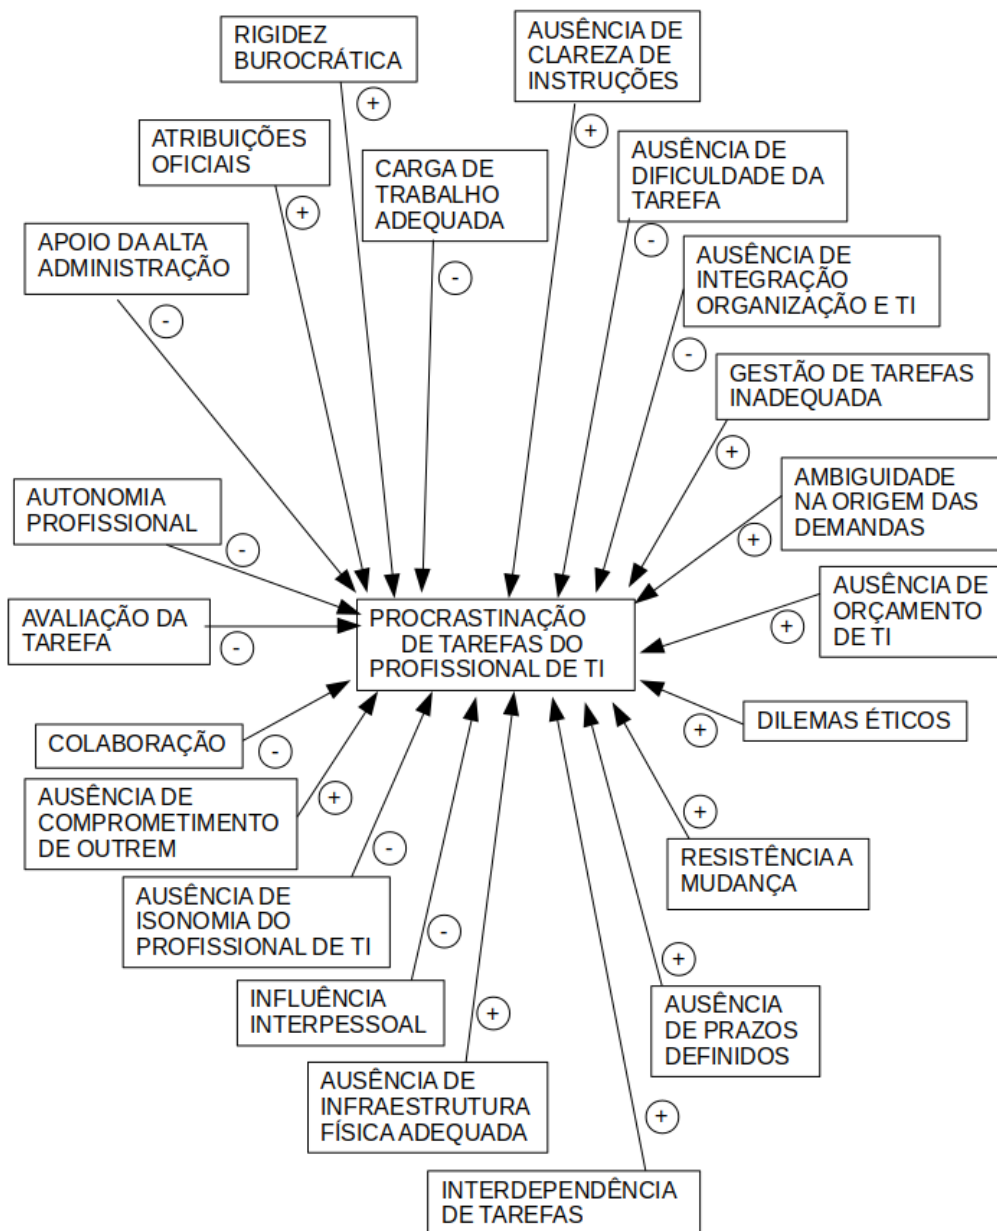 RIGIDEZ
BUROCRÁTICA
+
AUSÊNCIA DE
CLAREZA DE
INSTRUÇÕES
+
ATRIBUIÇÕES
OFICIAIS
+
CARGA DE
TRABALHO
ADEQUADA
-
AUSÊNCIA DE
DIFICULDADE DA
TAREFA
-
APOIO DA ALTA
ADMINISTRAÇÃO
-
AUSÊNCIA DE
INTEGRAÇÃO
ORGANIZAÇÃO E TI
-
GESTÃO DE TAREFAS
INADEQUADA
+
AUTONOMIA
PROFISSIONAL
-
AMBIGUIDADE
NA ORIGEM DAS
DEMANDAS
+
AVALIAÇÃO DA
TAREFA
-
PROCRASTINAÇÃO
DE TAREFAS DO
PROFISSIONAL DE TI
AUSÊNCIA DE
ORÇAMENTO
DE TI
+
COLABORAÇÃO
-
DILEMAS ÉTICOS
+
AUSÊNCIA DE
COMPROMETIMENTO
DE OUTREM
+
RESISTÊNCIA A
MUDANÇA
+
AUSÊNCIA DE
ISONOMIA DO
PROFISSIONAL DE TI
-
INFLUÊNCIA
INTERPESSOAL
-
AUSÊNCIA
DE PRAZOS
DEFINIDOS
+
AUSÊNCIA DE
INFRAESTRUTURA
FÍSICA ADEQUADA
+
INTERDEPENDÊNCIA
DE TAREFAS
+